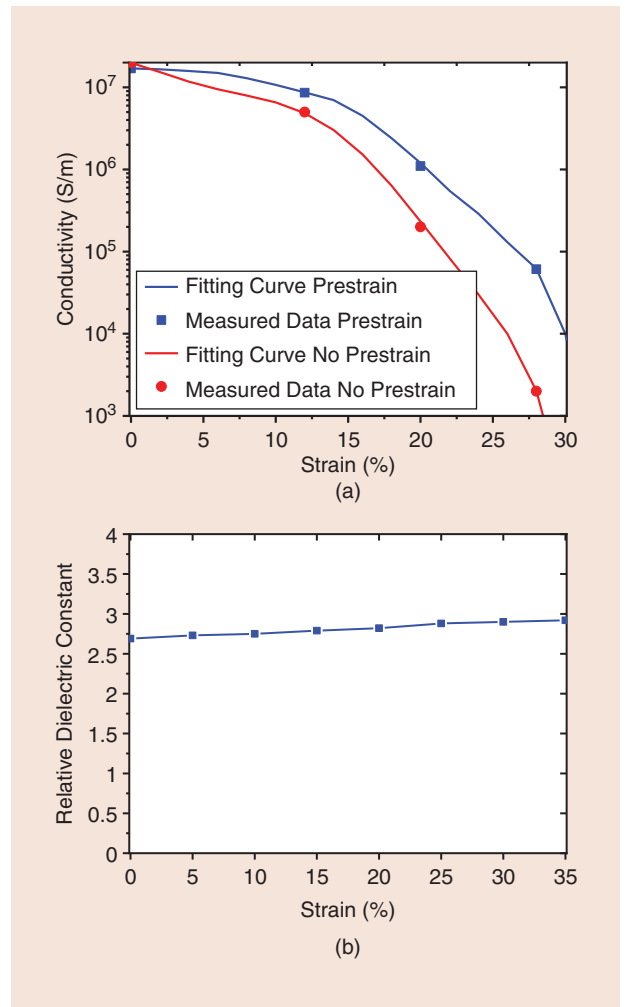 10⁷
10⁶
10⁵
10⁴
10³
Conductivity (S/m)
Fitting Curve Prestrain
Measured Data Prestrain
Fitting Curve No Prestrain
Measured Data No Prestrain
0 5 10 15 20 25 30
Strain (%)
(a)
4
3.5
3
2.5
2
1.5
1
0.5
0
Relative Dielectric Constant
0 5 10 15 20 25 30 35
Strain (%)
(b)